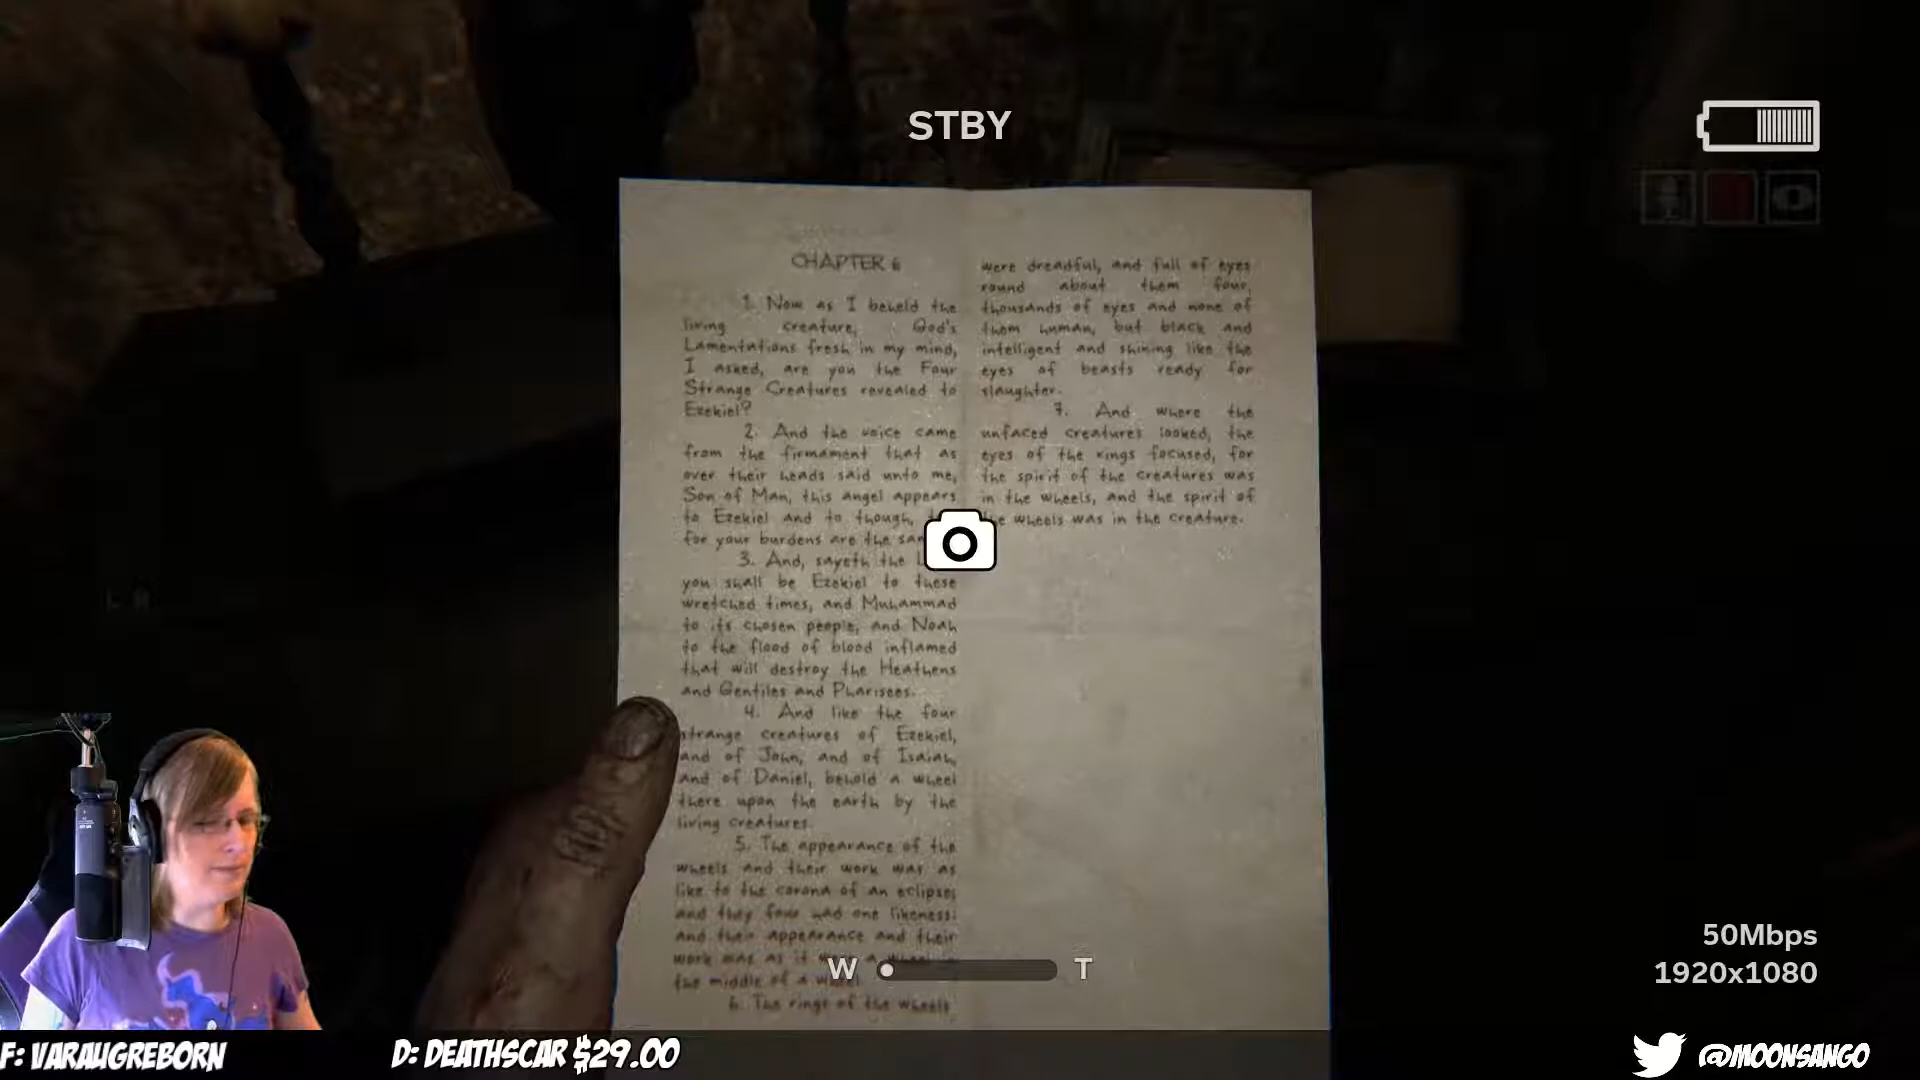 STBY
CHAPTER 6
1. Now as I beheld the
living creature, God's
Lamentations fresh in my mind,
I asked, are you the Four
Strange Creatures revealed to
Ezekiel?
2. And the voice came
from the firmament that as
over their heads said unto me,
Son of Man, this angel appears
to Ezekiel and to though,
for your burdens are the
3. And, sayeth the
you shall be Ezekiel to these
wretched times, and Muhammad
to its chosen people, and Noah
to the flood of blood inflamed
that will destroy the Heathens
and Gentiles and Pharisees.
4. And like the four
strange creatures of Ezekiel,
and of John, and of Isaiah,
and of Daniel, behold a wheel
there upon the earth by the
living creatures.
5. The appearance of the
wheels and their work was as
like to the corona of an eclipse;
and they four had one likeness:
and their appearance and their
work was as it were a wheel in
the middle of a wheel.
6. The rings of the wheels
were dreadful, and full of eyes
round about them four,
thousands of eyes and none of
them human, but black and
intelligent and shining like the
eyes of beasts ready for
slaughter.
7. And where the
unfaced creatures looked, the
eyes of the rings focused, for
the spirit of the creatures was
in the wheels, and the spirit of
the wheels was in the creature.
W T
50Mbps
1920x1080
F: VARAUGREBORN
D: DEATHSCAR $29.00
@MOONSANGO